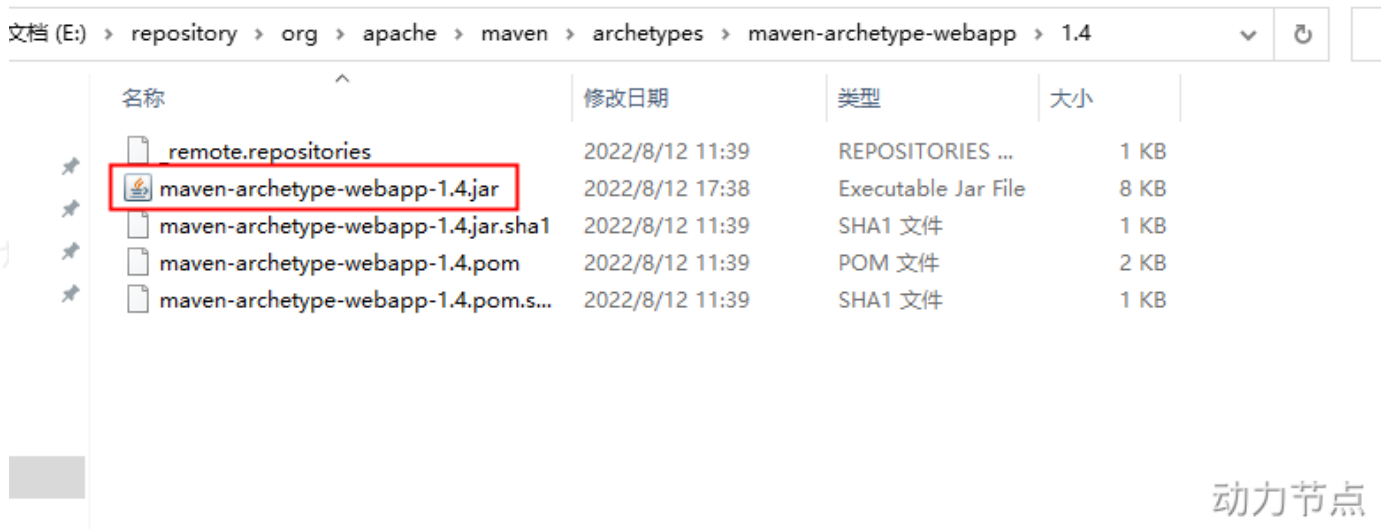 文档 (E:) › repository › org › apache › maven › archetypes › maven-archetype-webapp › 1.4
名称 修改日期 类型 大小
_remote.repositories 2022/8/12 11:39 REPOSITORIES ... 1 KB
maven-archetype-webapp-1.4.jar 2022/8/12 17:38 Executable Jar File 8 KB
maven-archetype-webapp-1.4.jar.sha1 2022/8/12 11:39 SHA1 文件 1 KB
maven-archetype-webapp-1.4.pom 2022/8/12 11:39 POM 文件 2 KB
maven-archetype-webapp-1.4.pom.s... 2022/8/12 11:39 SHA1 文件 1 KB
动力节点